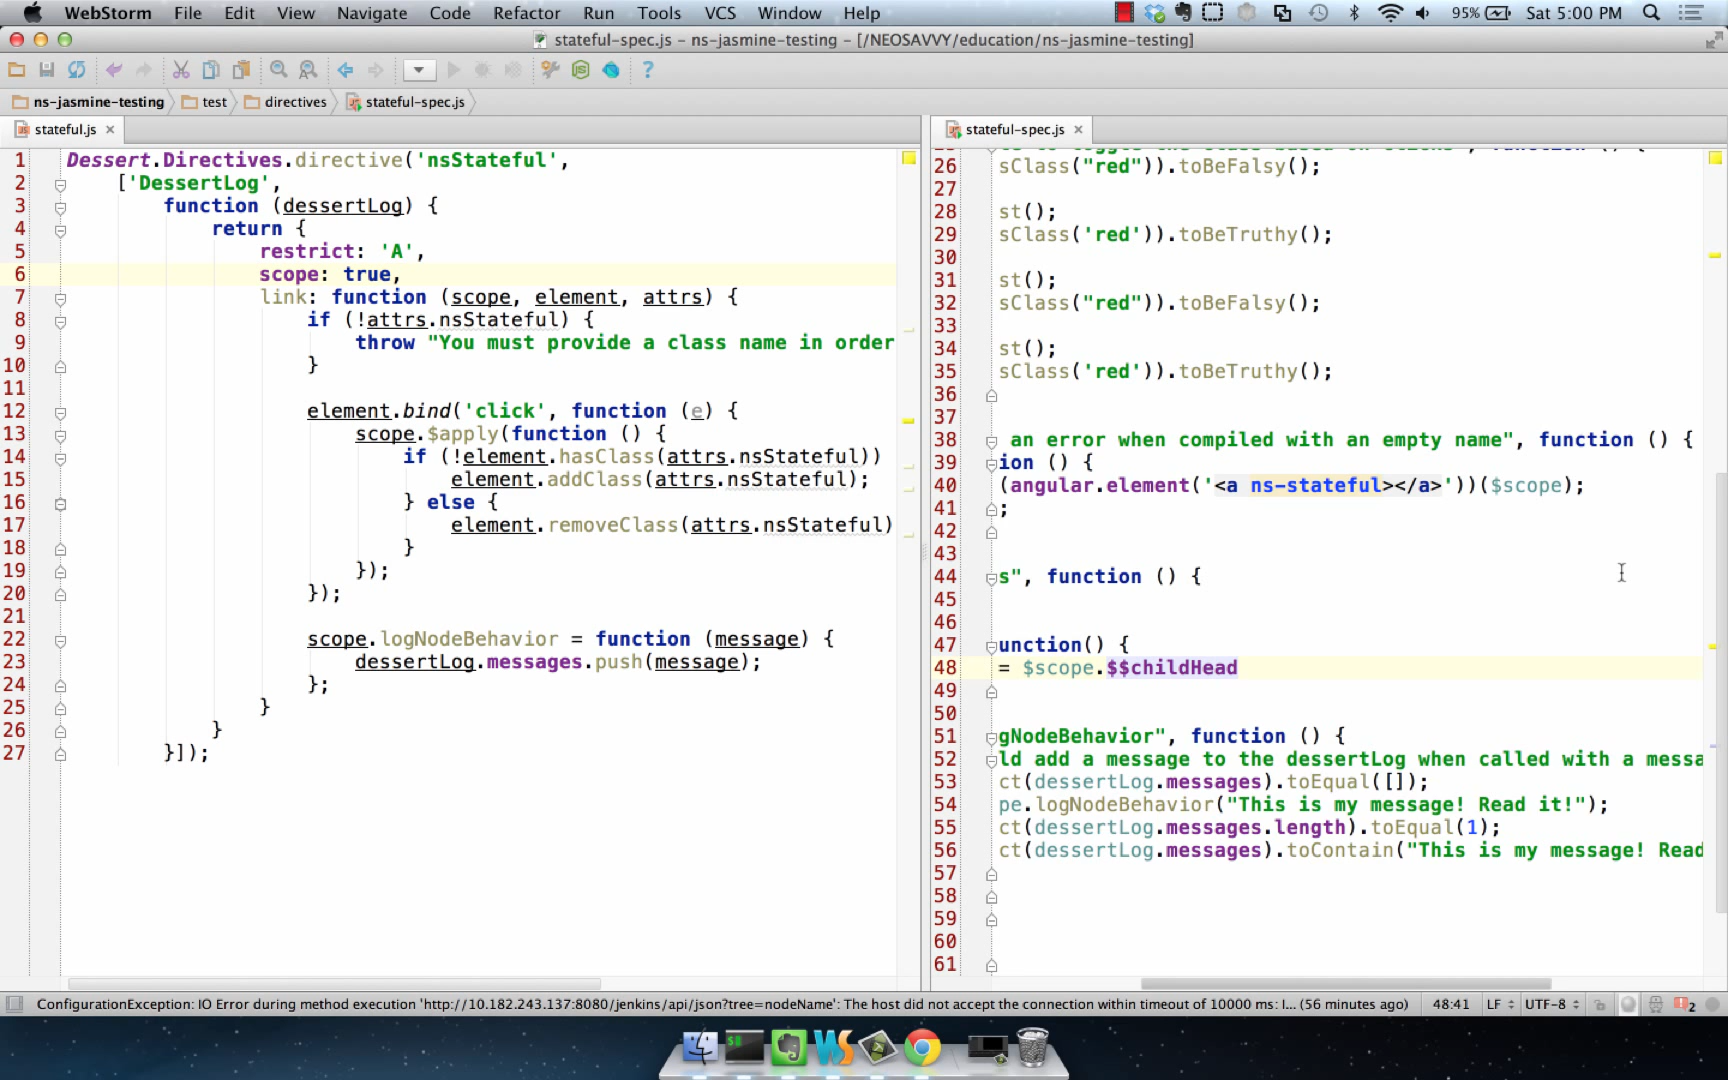 WebStorm File Edit View Navigate Code Refactor Run Tools VCS Window Help 95% Sat 5:00 PM
stateful-spec.js – ns-jasmine-testing – [/NEOSAVVY/education/ns-jasmine-testing]
ns-jasmine-testing test directives stateful-spec.js
stateful.js
1 Dessert.Directives.directive('nsStateful',
2 ['DessertLog',
3 function (dessertLog) {
4 return {
5 restrict: 'A',
6 scope: true,
7 link: function (scope, element, attrs) {
8 if (!attrs.nsStateful) {
9 throw "You must provide a class name in order
10 }
11
12 element.bind('click', function (e) {
13 scope.$apply(function () {
14 if (!element.hasClass(attrs.nsStateful))
15 element.addClass(attrs.nsStateful);
16 } else {
17 element.removeClass(attrs.nsStateful)
18 }
19 });
20 });
21
22 scope.logNodeBehavior = function (message) {
23 dessertLog.messages.push(message);
24 };
25 }
26 }
27 }]);
stateful-spec.js
26 sClass("red")).toBeFalsy();
27
28 st();
29 sClass('red')).toBeTruthy();
30
31 st();
32 sClass("red")).toBeFalsy();
33
34 st();
35 sClass('red')).toBeTruthy();
36
37
38 an error when compiled with an empty name", function () {
39 ion () {
40 (angular.element('<a ns-stateful></a>'))($scope);
41 ;
42
43
44 s", function () {
45
46
47 unction() {
48 = $scope.$$childHead
49
50
51 gNodeBehavior", function () {
52 ld add a message to the dessertLog when called with a messa
53 ct(dessertLog.messages).toEqual([]);
54 pe.logNodeBehavior("This is my message! Read it!");
55 ct(dessertLog.messages.length).toEqual(1);
56 ct(dessertLog.messages).toContain("This is my message! Read
57
58
59
60
61
ConfigurationException: IO Error during method execution 'http://10.182.243.137:8080/jenkins/api/json?tree=nodeName': The host did not accept the connection within timeout of 10000 ms: I... (56 minutes ago) 48:41 LF UTF-8 2